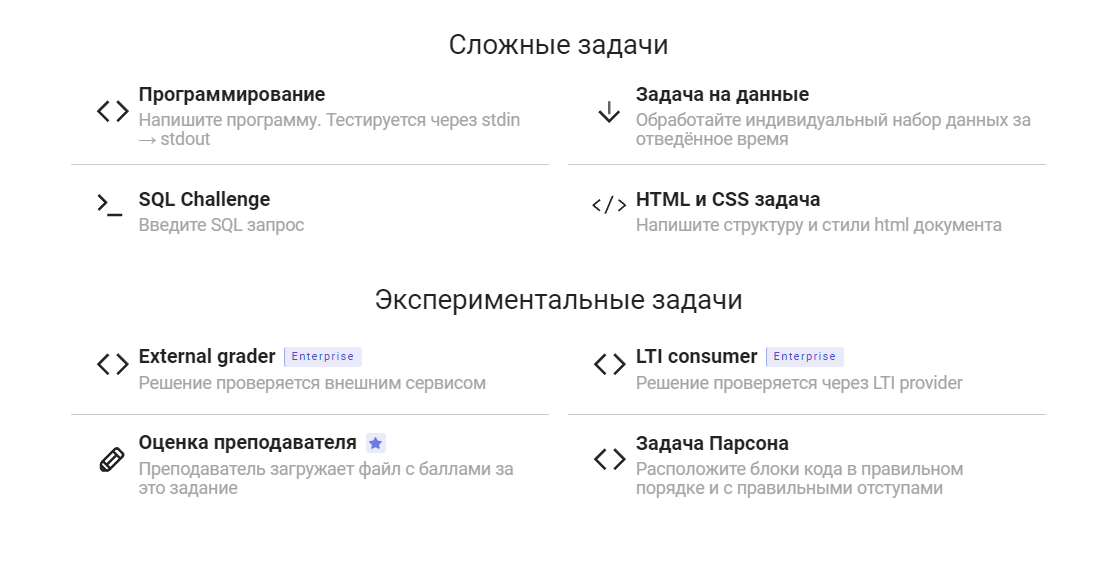 Сложные задачи
Программирование
Напишите программу. Тестируется через stdin
→ stdout
Задача на данные
Обработайте индивидуальный набор данных за
отведённое время
SQL Challenge
Введите SQL запрос
HTML и CSS задача
Напишите структуру и стили html документа
Экспериментальные задачи
External grader Enterprise
Решение проверяется внешним сервисом
LTI consumer Enterprise
Решение проверяется через LTI provider
Оценка преподавателя
Преподаватель загружает файл с баллами за
это задание
Задача Парсона
Расположите блоки кода в правильном
порядке и с правильными отступами